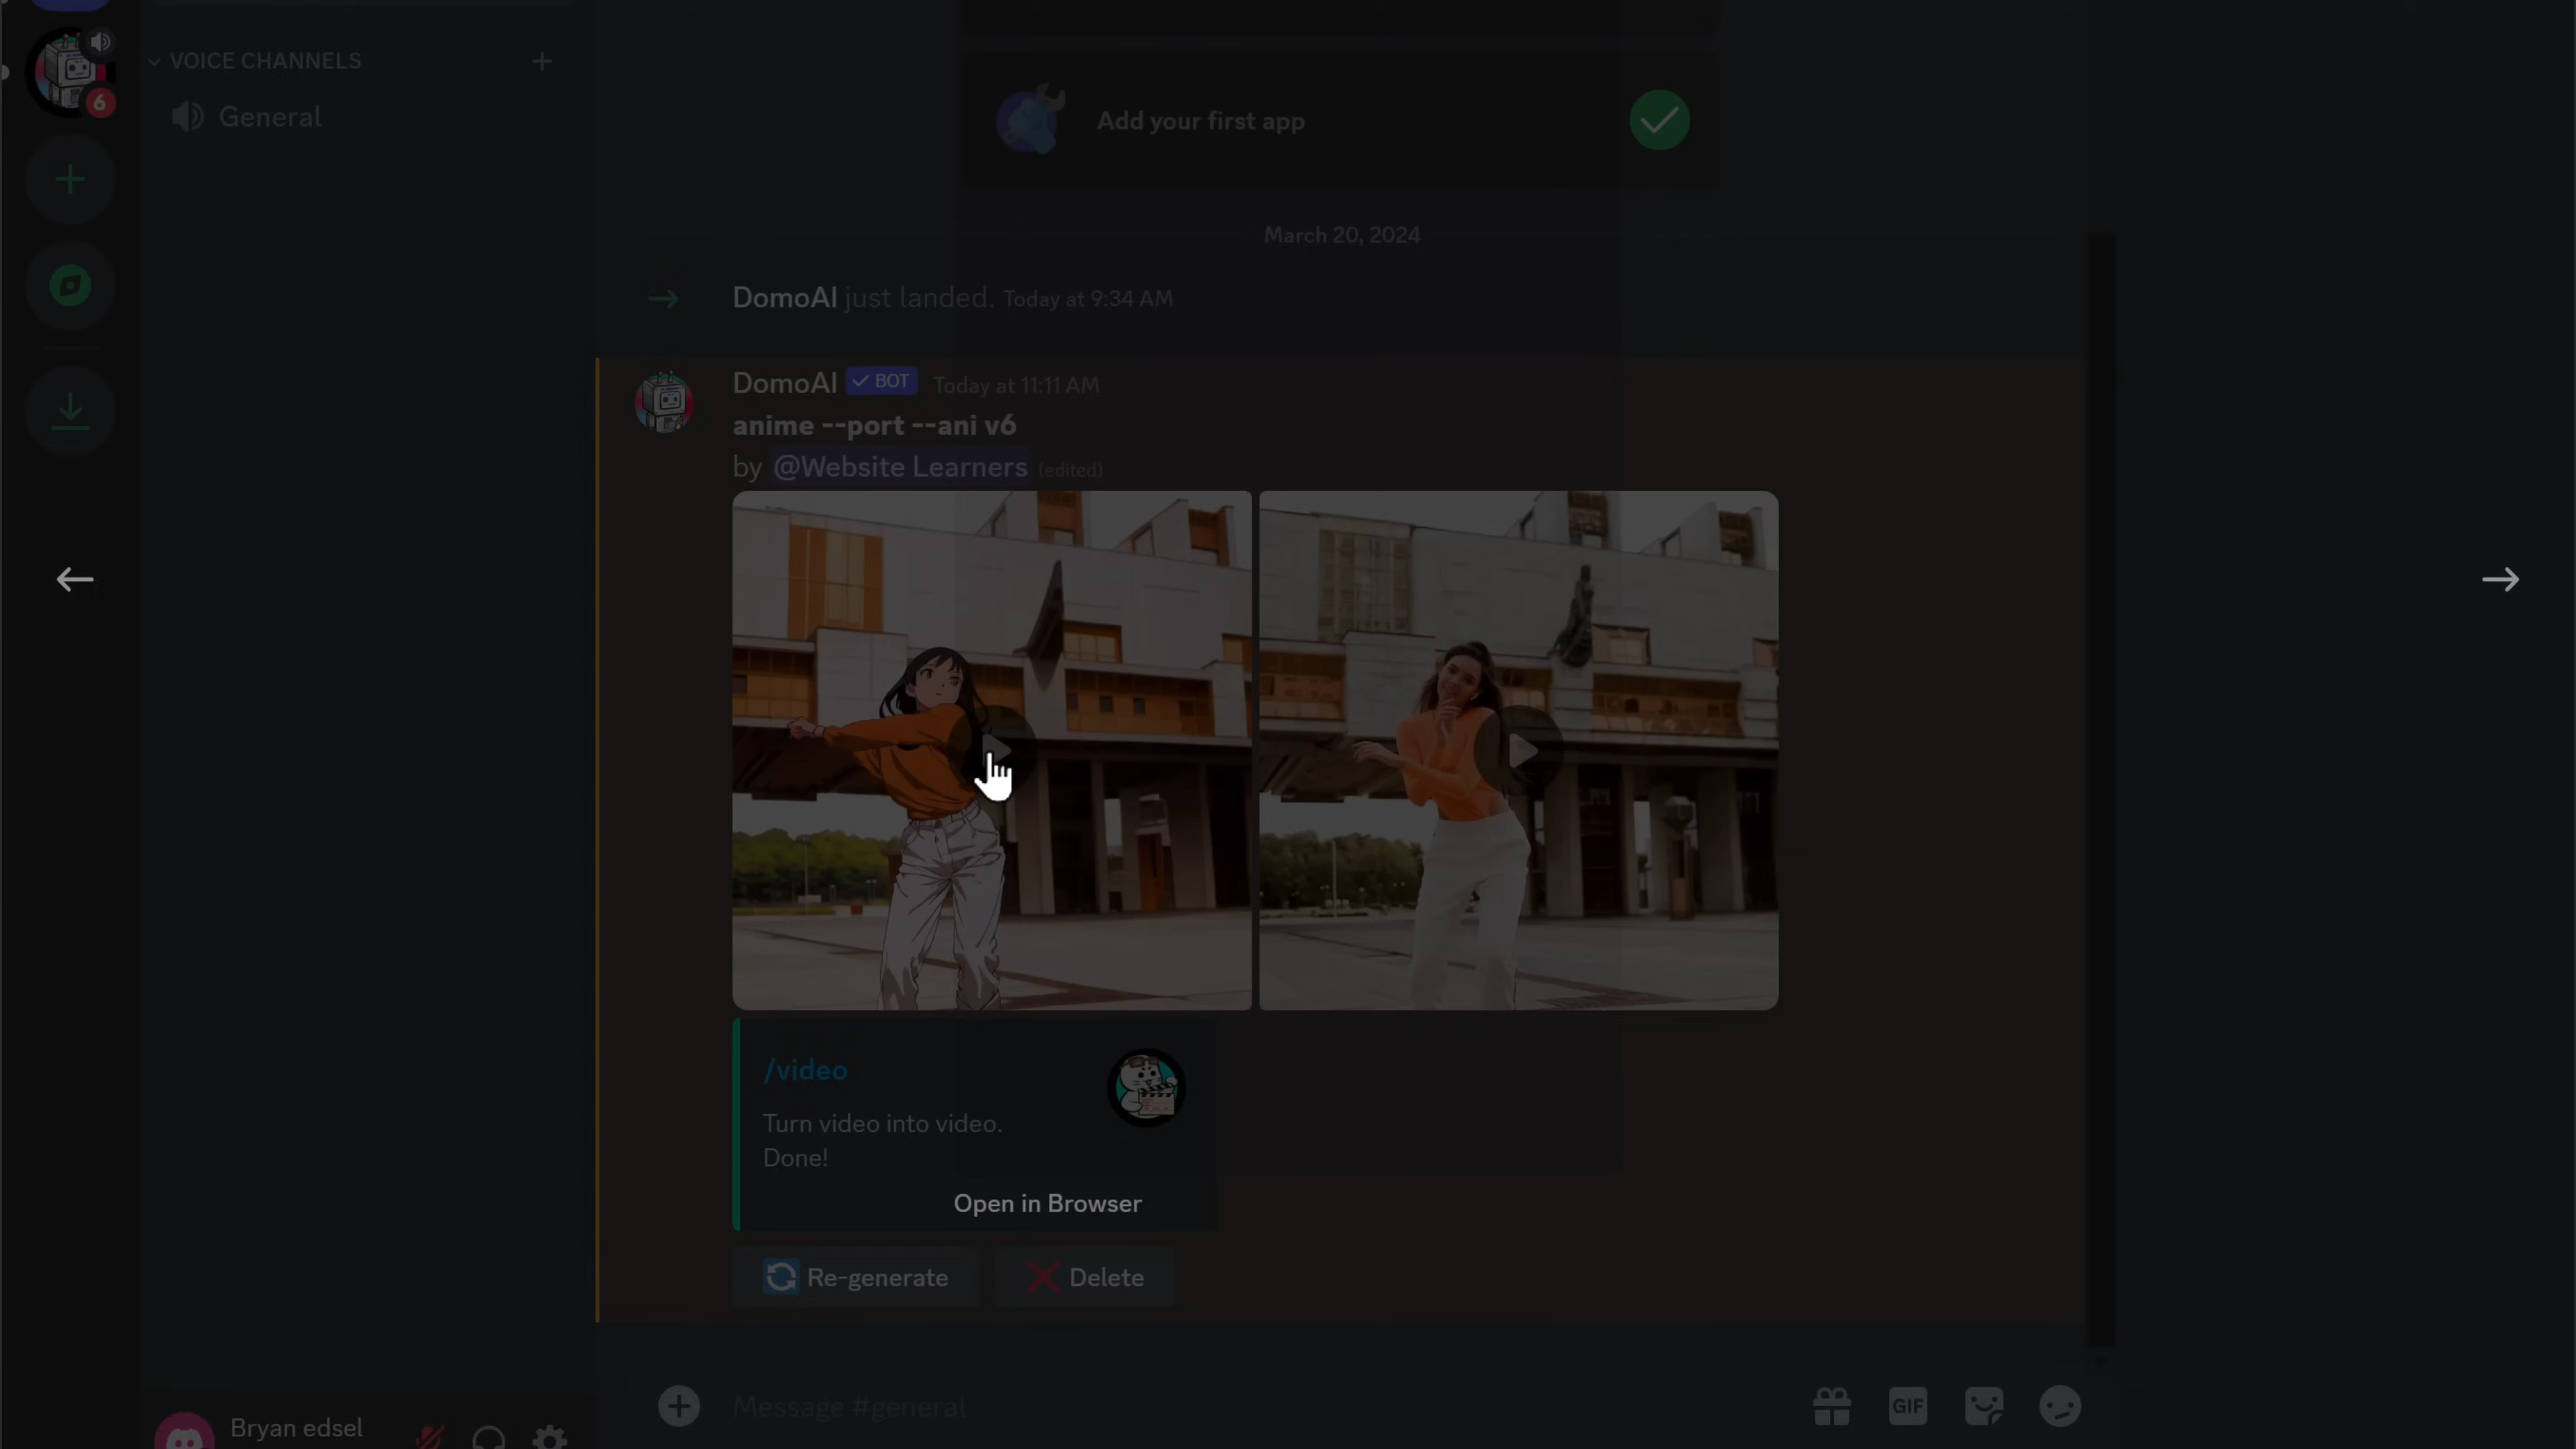 VOICE CHANNELS
6
General
Add your first app
March 20, 2024
DomoAI just landed. Today at 9:34 AM
DomoAI BOT Today at 11:11 AM
anime --port --ani v6
by @Website Learners (edited)
/video
Turn video into video.
Done!
Open in Browser
Re-generate
Delete
Message #general
GIF
Bryan edsel